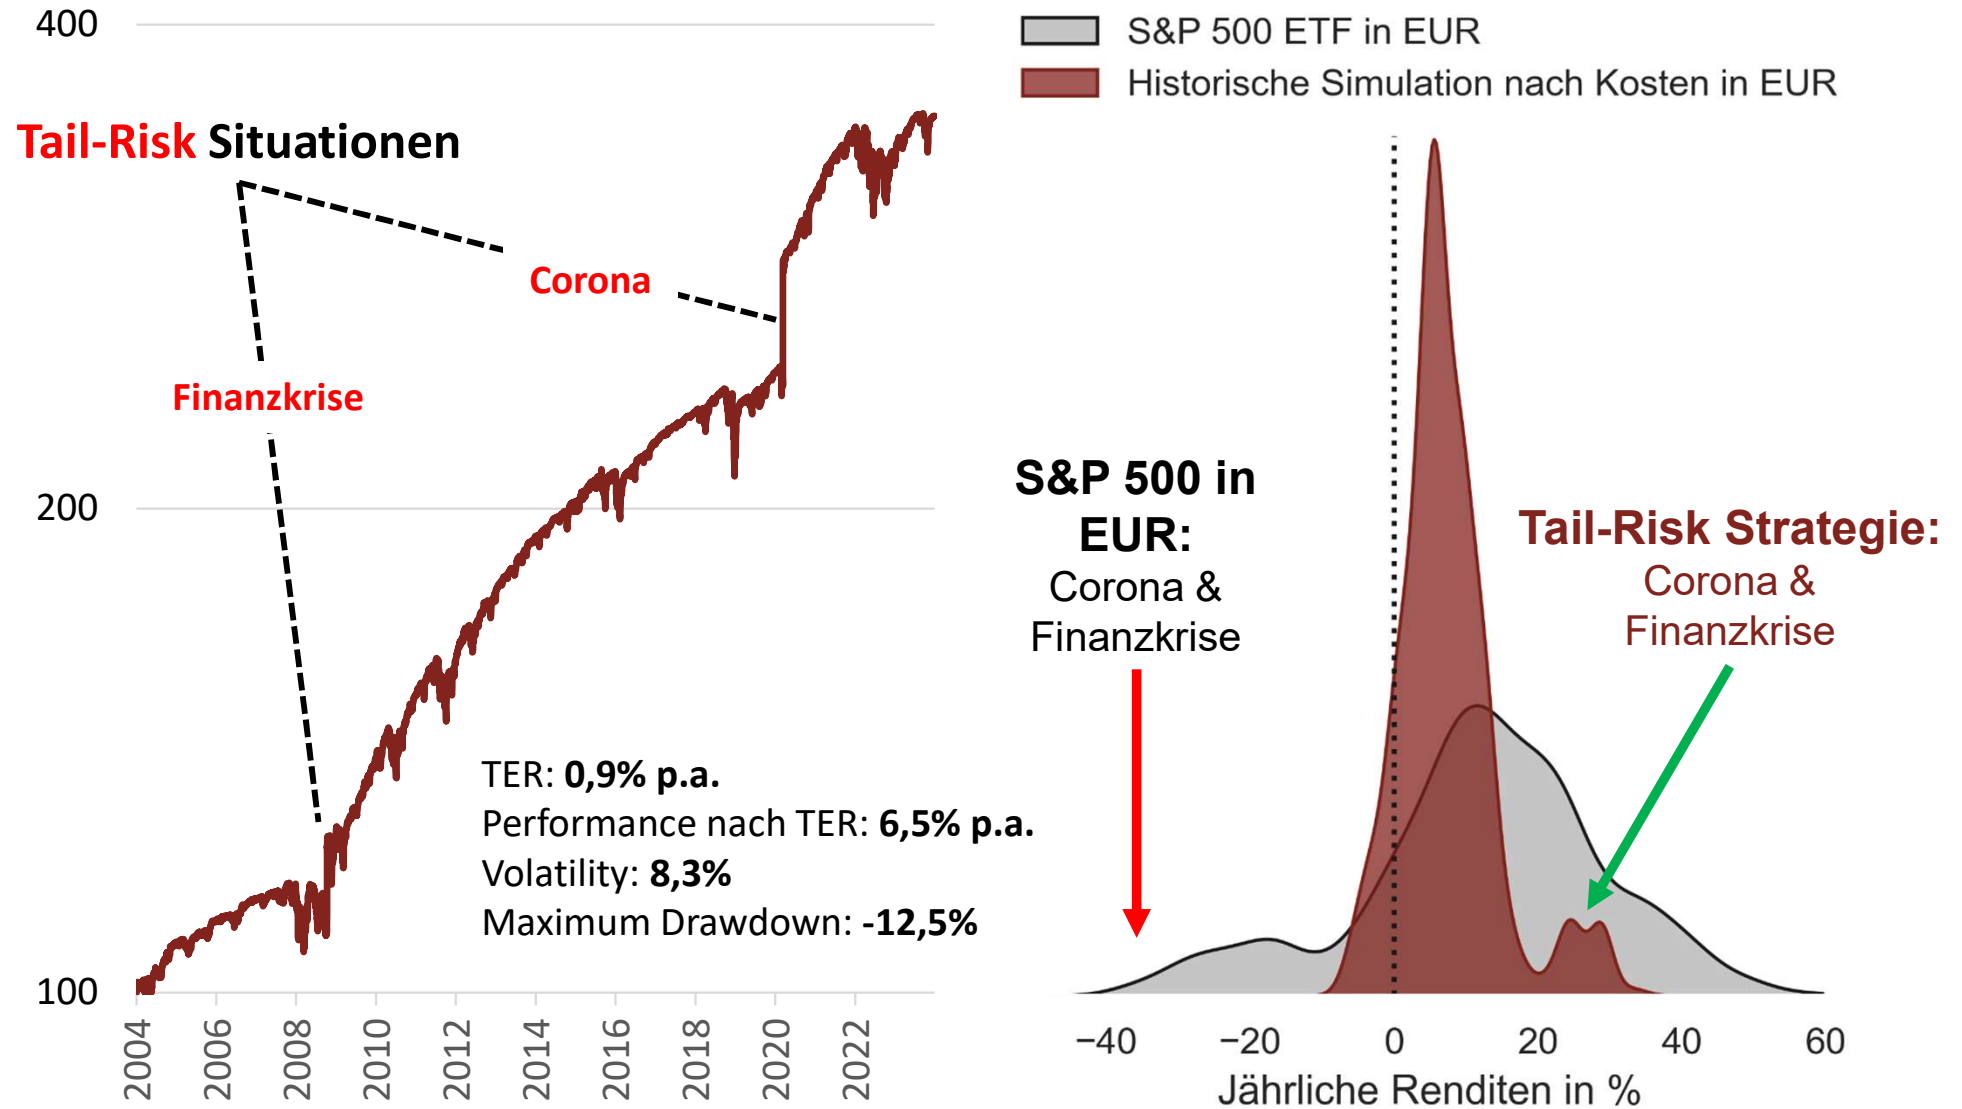 400
Tail-Risk Situationen
Corona
Finanzkrise
200
TER: 0,9% p.a.
Performance nach TER: 6,5% p.a.
Volatility: 8,3%
Maximum Drawdown: -12,5%
100
2004
2006
2008
2010
2012
2014
2016
2018
2020
2022
S&P 500 ETF in EUR
Historische Simulation nach Kosten in EUR
S&P 500 in
EUR:
Corona &
Finanzkrise
Tail-Risk Strategie:
Corona &
Finanzkrise
−40 −20 0 20 40 60
Jährliche Renditen in %